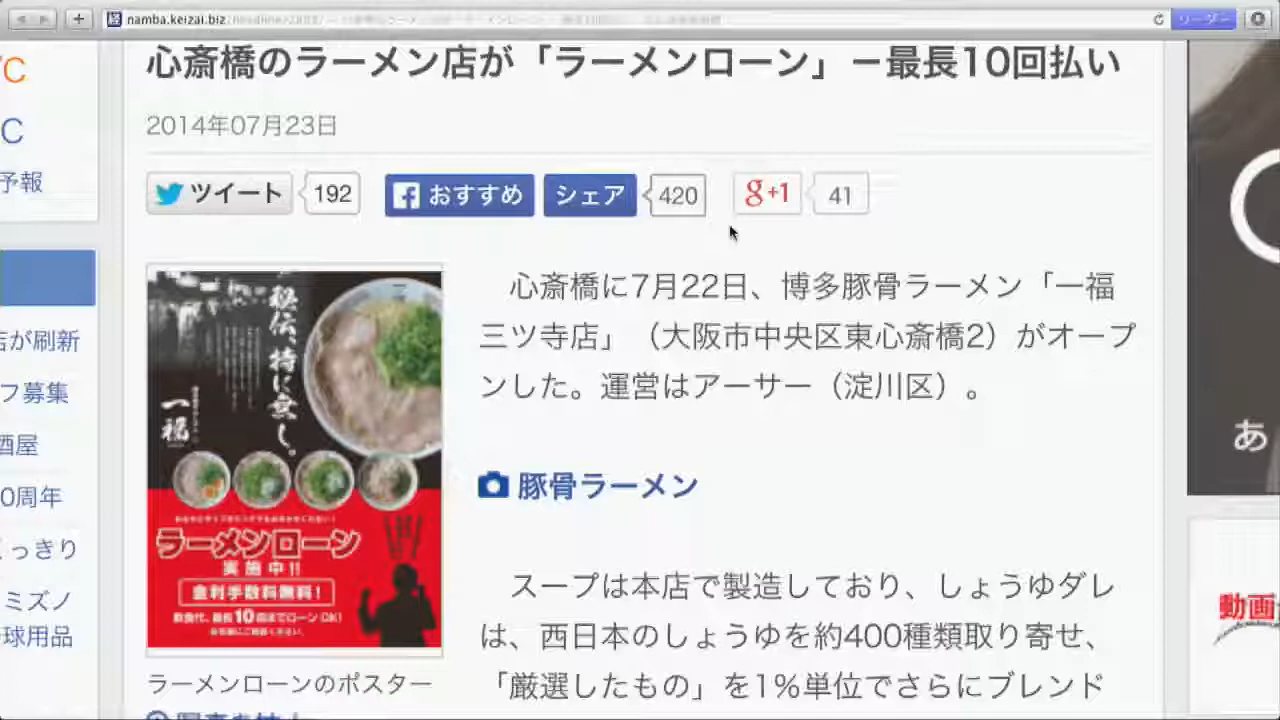 namba.keizai.biz
リーダー
心斎橋のラーメン店が「ラーメンローン」－最長10回払い
2014年07月23日
ツイート
192
おすすめ
シェア
420
g+1
41
C
C
予報
店が刷新
フ募集
酒屋
0周年
くっきり
ミズノ
球用品
秘伝、特に無し。
一福
ラーメンローン
実施中!!
金利手数料無料！
飲食代、最長10回までローンOK!
ラーメンローンのポスター
心斎橋に7月22日、博多豚骨ラーメン「一福
三ツ寺店」（大阪市中央区東心斎橋2）がオープ
ンした。運営はアーサー（淀川区）。
豚骨ラーメン
スープは本店で製造しており、しょうゆダレ
は、西日本のしょうゆを約400種類取り寄せ、
「厳選したもの」を1%単位でさらにブレンド
あ
動画